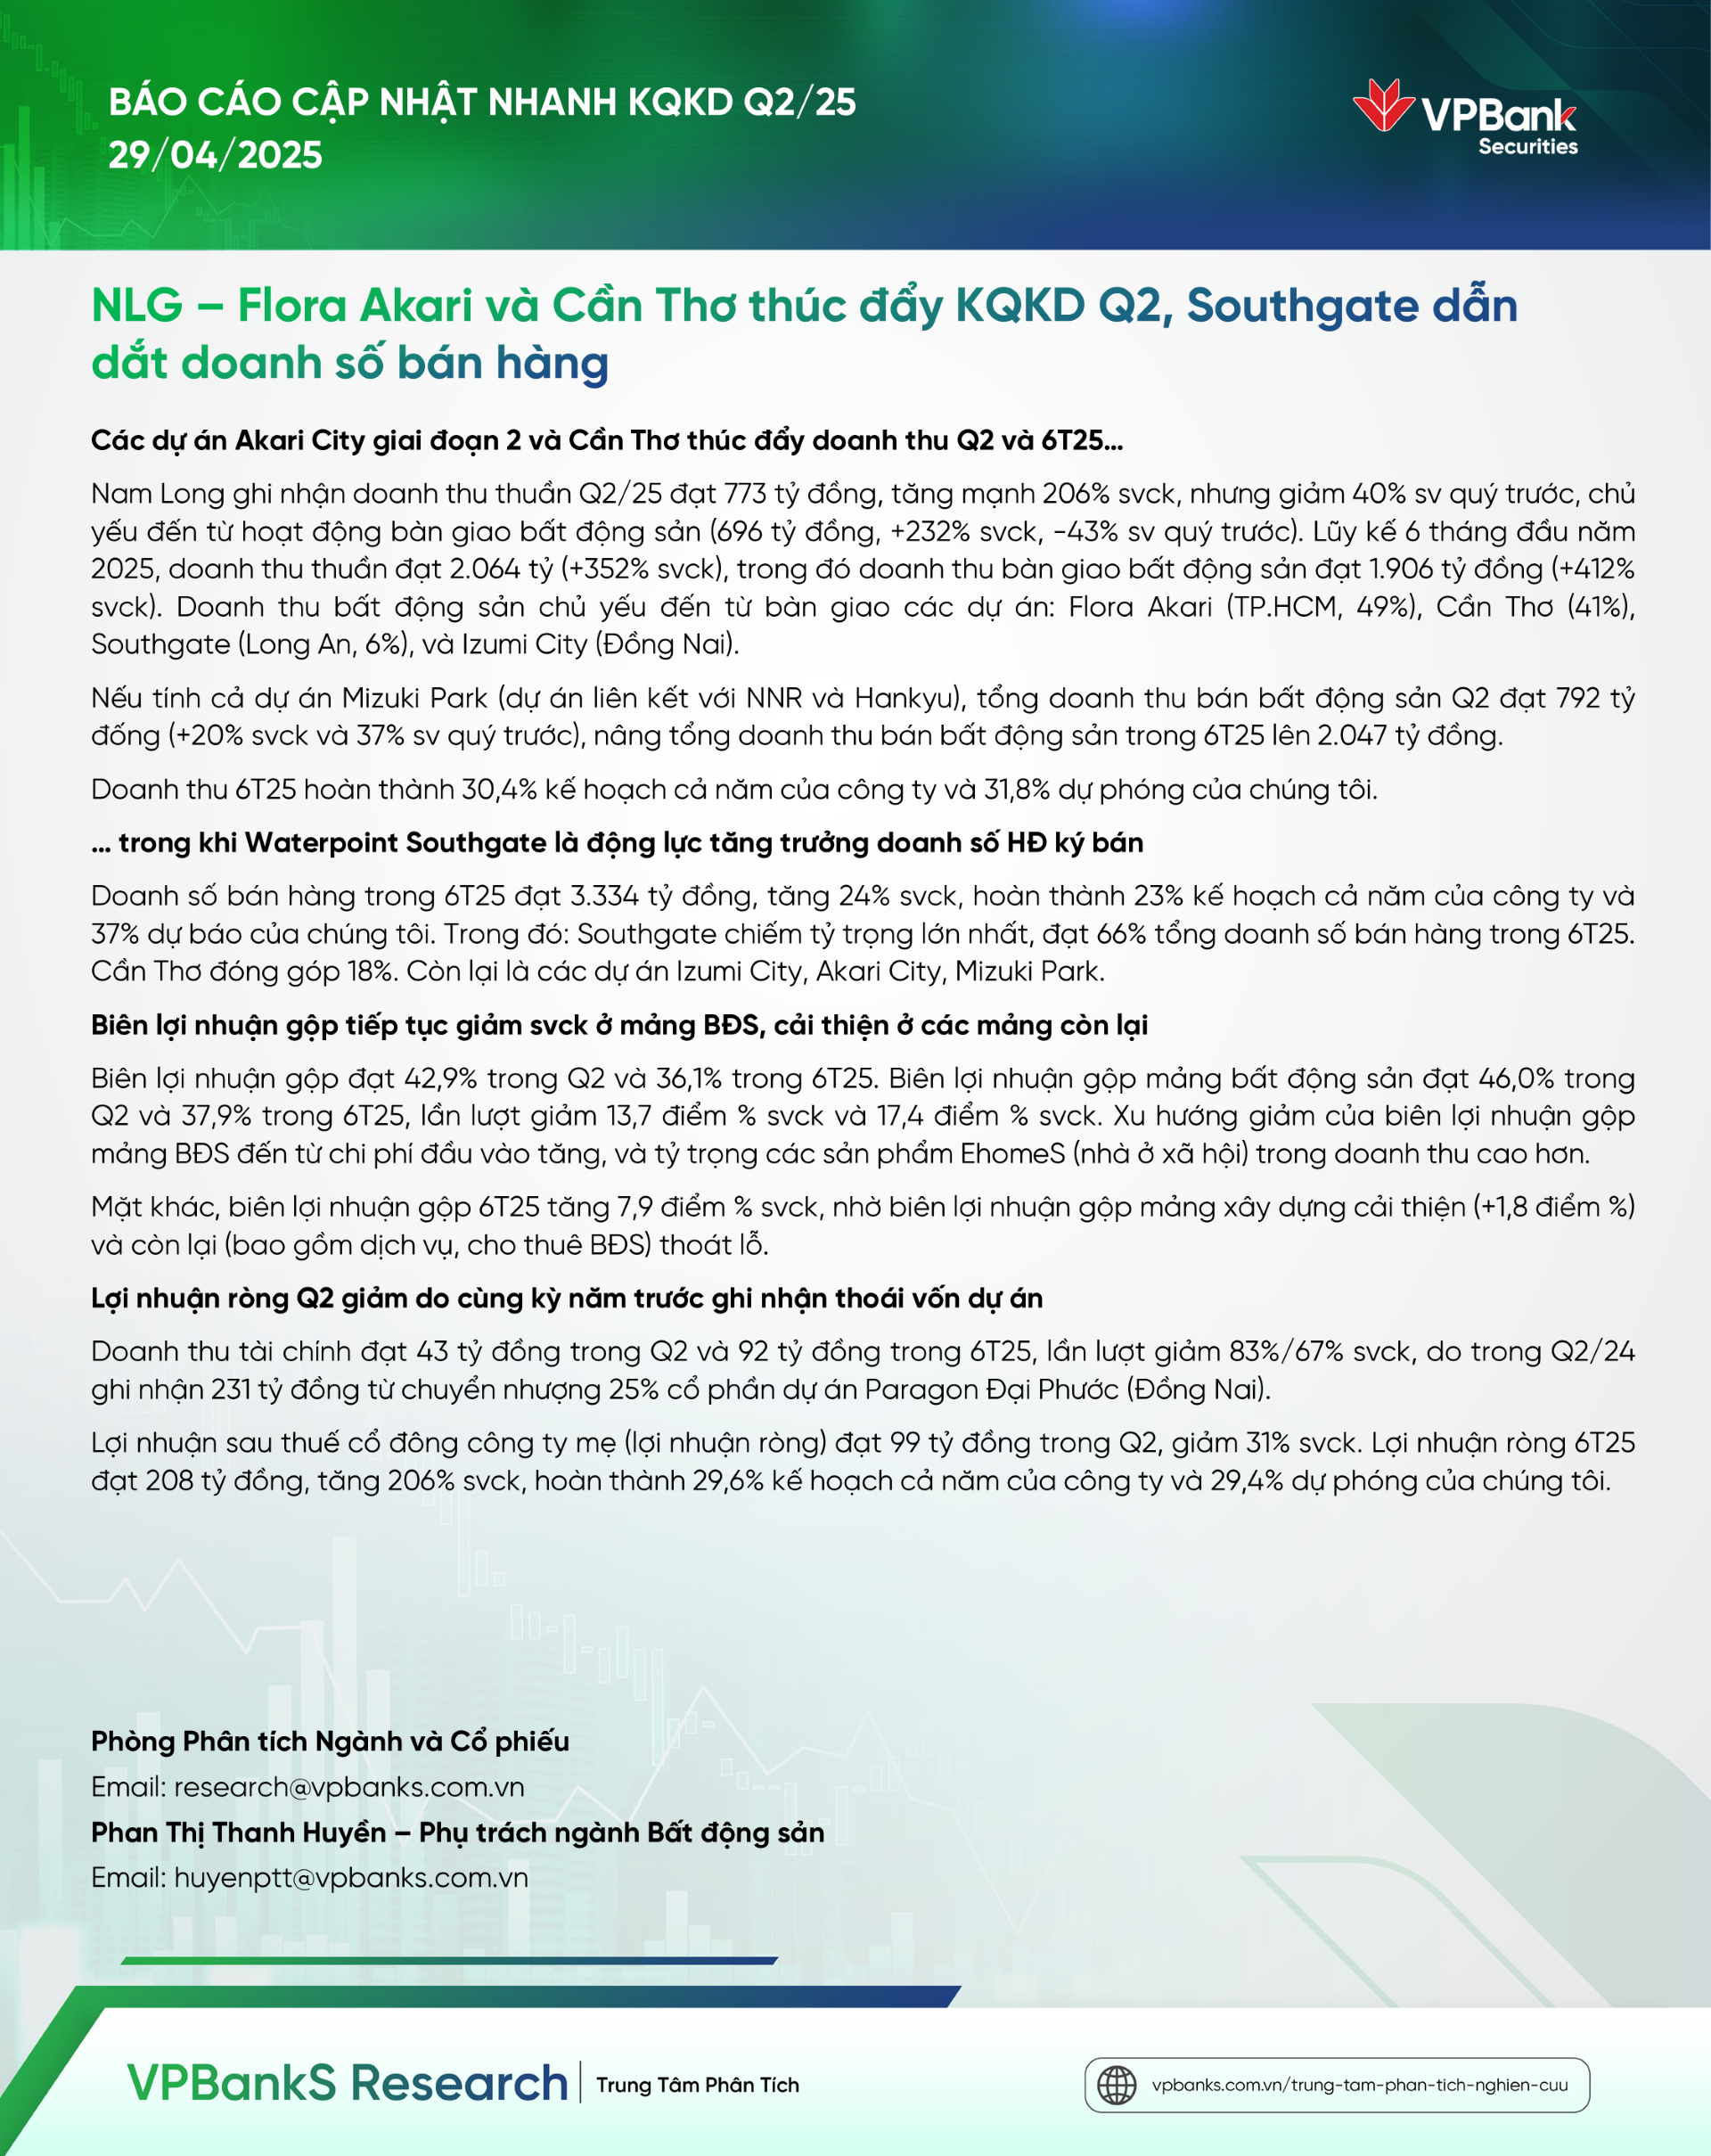 BÁO CÁO CẬP NHẬT NHANH KQKD Q2/25
29/04/2025
VPBank
Securities
NLG – Flora Akari và Cần Thơ thúc đẩy KQKD Q2, Southgate dẫn
dắt doanh số bán hàng
Các dự án Akari City giai đoạn 2 và Cần Thơ thúc đẩy doanh thu Q2 và 6T25...
Nam Long ghi nhận doanh thu thuần Q2/25 đạt 773 tỷ đồng, tăng mạnh 206% svck, nhưng giảm 40% sv quý trước, chủ
yếu đến từ hoạt động bàn giao bất động sản (696 tỷ đồng, +232% svck, -43% sv quý trước). Lũy kế 6 tháng đầu năm
2025, doanh thu thuần đạt 2.064 tỷ (+352% svck), trong đó doanh thu bàn giao bất động sản đạt 1.906 tỷ đồng (+412%
svck). Doanh thu bất động sản chủ yếu đến từ bàn giao các dự án: Flora Akari (TP.HCM, 49%), Cần Thơ (41%),
Southgate (Long An, 6%), và Izumi City (Đồng Nai).
Nếu tính cả dự án Mizuki Park (dự án liên kết với NNR và Hankyu), tổng doanh thu bán bất động sản Q2 đạt 792 tỷ
đống (+20% svck và 37% sv quý trước), nâng tổng doanh thu bán bất động sản trong 6T25 lên 2.047 tỷ đồng.
Doanh thu 6T25 hoàn thành 30,4% kế hoạch cả năm của công ty và 31,8% dự phóng của chúng tôi.
... trong khi Waterpoint Southgate là động lực tăng trưởng doanh số HĐ ký bán
Doanh số bán hàng trong 6T25 đạt 3.334 tỷ đồng, tăng 24% svck, hoàn thành 23% kế hoạch cả năm của công ty và
37% dự báo của chúng tôi. Trong đó: Southgate chiếm tỷ trọng lớn nhất, đạt 66% tổng doanh số bán hàng trong 6T25.
Cần Thơ đóng góp 18%. Còn lại là các dự án Izumi City, Akari City, Mizuki Park.
Biên lợi nhuận gộp tiếp tục giảm svck ở mảng BĐS, cải thiện ở các mảng còn lại
Biên lợi nhuận gộp đạt 42,9% trong Q2 và 36,1% trong 6T25. Biên lợi nhuận gộp mảng bất động sản đạt 46,0% trong
Q2 và 37,9% trong 6T25, lần lượt giảm 13,7 điểm % svck và 17,4 điểm % svck. Xu hướng giảm của biên lợi nhuận gộp
mảng BĐS đến từ chi phí đầu vào tăng, và tỷ trọng các sản phẩm EhomeS (nhà ở xã hội) trong doanh thu cao hơn.
Mặt khác, biên lợi nhuận gộp 6T25 tăng 7,9 điểm % svck, nhờ biên lợi nhuận gộp mảng xây dựng cải thiện (+1,8 điểm %)
và còn lại (bao gồm dịch vụ, cho thuê BĐS) thoát lỗ.
Lợi nhuận ròng Q2 giảm do cùng kỳ năm trước ghi nhận thoái vốn dự án
Doanh thu tài chính đạt 43 tỷ đồng trong Q2 và 92 tỷ đồng trong 6T25, lần lượt giảm 83%/67% svck, do trong Q2/24
ghi nhận 231 tỷ đồng từ chuyển nhượng 25% cổ phần dự án Paragon Đại Phước (Đồng Nai).
Lợi nhuận sau thuế cổ đông công ty mẹ (lợi nhuận ròng) đạt 99 tỷ đồng trong Q2, giảm 31% svck. Lợi nhuận ròng 6T25
đạt 208 tỷ đồng, tăng 206% svck, hoàn thành 29,6% kế hoạch cả năm của công ty và 29,4% dự phóng của chúng tôi.
Phòng Phân tích Ngành và Cổ phiếu
Email: research@vpbanks.com.vn
Phan Thị Thanh Huyền – Phụ trách ngành Bất động sản
Email: huyenptt@vpbanks.com.vn
VPBankS Research | Trung Tâm Phân Tích
vpbanks.com.vn/trung-tam-phan-tich-nghien-cuu